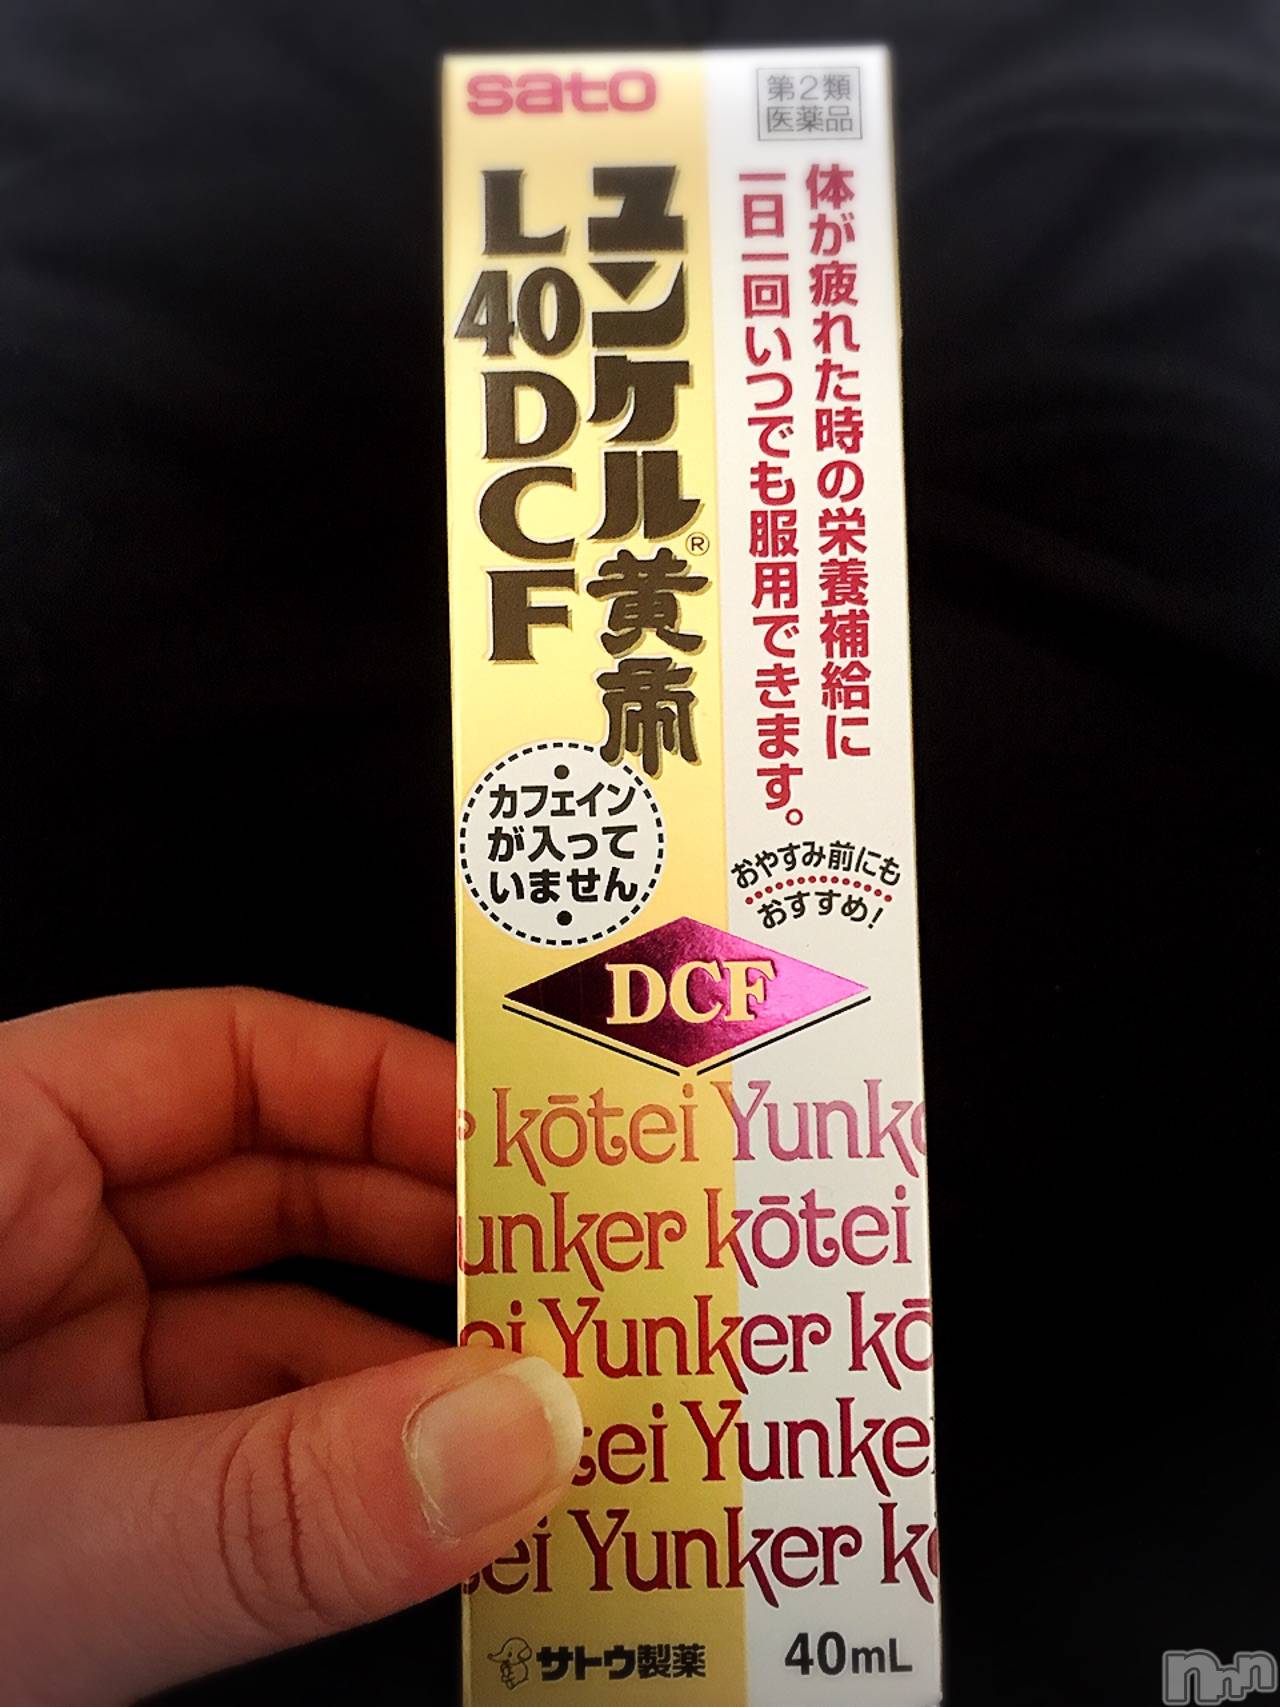 sato
第2類
医薬品
体が疲れた時の栄養補給に
一日一回いつでも服用できます。
ユンケル®黄帝
L40DCF
カフェイン
が入って
いません
おやすみ前にも
おすすめ!
DCF
kōtei Yunke
unker kōtei
ei Yunker kō
tei Yunke
ei Yunker kō
サトウ製薬
40mL
nnn